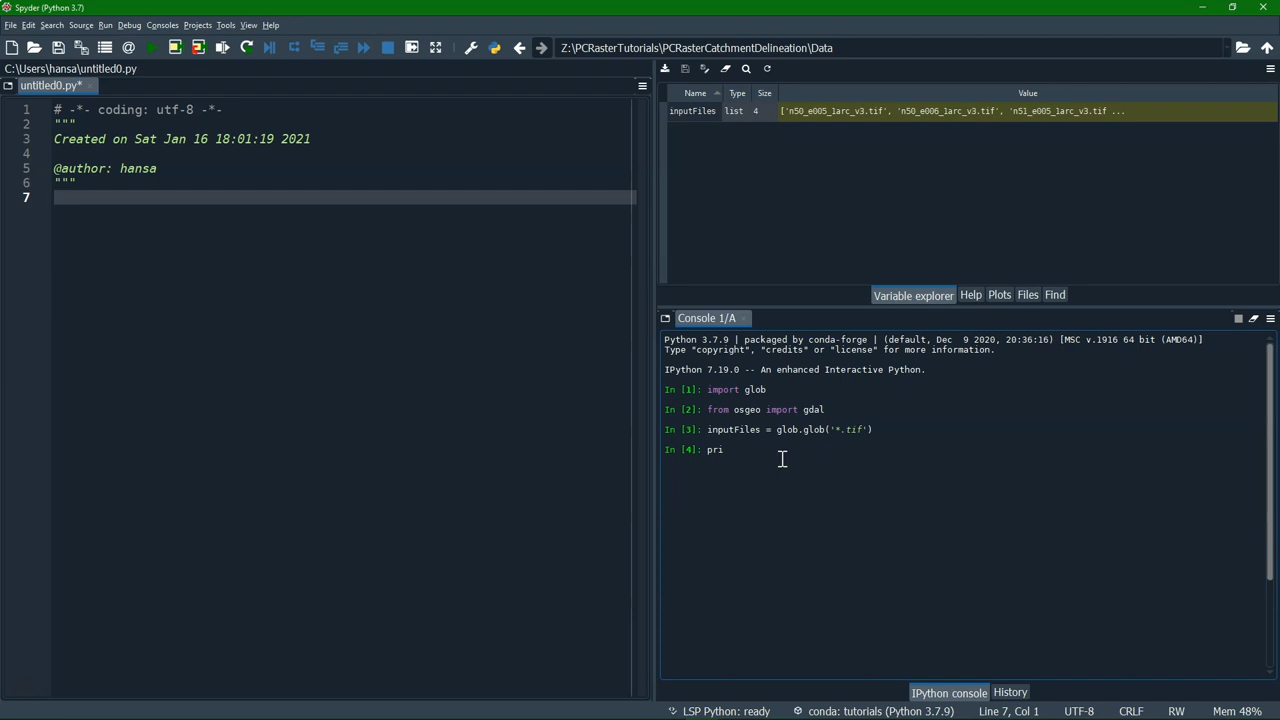 Spyder (Python 3.7)
File Edit Search Source Run Debug Consoles Projects Tools View Help
Z:\PCRasterTutorials\PCRasterCatchmentDelineation\Data
C:\Users\hansa\untitled0.py
untitled0.py*
1 # -*- coding: utf-8 -*-
2 """
3 Created on Sat Jan 16 18:01:19 2021
4
5 @author: hansa
6 """
7
Name Type Size Value
inputFiles list 4 ['n50_e005_1arc_v3.tif', 'n50_e006_1arc_v3.tif', 'n51_e005_1arc_v3.tif ...
Variable explorer Help Plots Files Find
Console 1/A
Python 3.7.9 | packaged by conda-forge | (default, Dec  9 2020, 20:36:16) [MSC v.1916 64 bit (AMD64)]
Type "copyright", "credits" or "license" for more information.
IPython 7.19.0 -- An enhanced Interactive Python.
In [1]: import glob
In [2]: from osgeo import gdal
In [3]: inputFiles = glob.glob('*.tif')
In [4]: pri
IPython console History
LSP Python: ready conda: tutorials (Python 3.7.9) Line 7, Col 1 UTF-8 CRLF RW Mem 48%